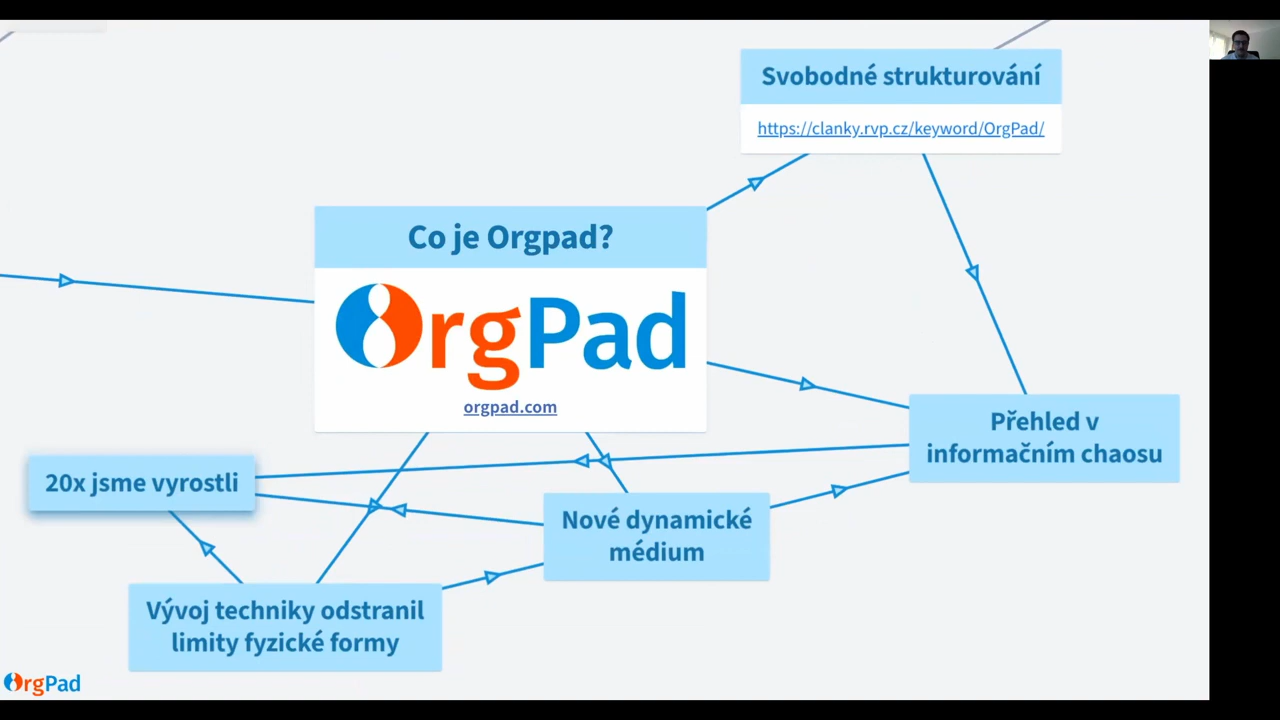 Svobodné strukturování
https://clanky.rvp.cz/keyword/OrgPad/
Co je Orgpad?
OrgPad
orgpad.com
Přehled v
informačním chaosu
20x jsme vyrostli
Nové dynamické
médium
Vývoj techniky odstranil
limity fyzické formy
OrgPad